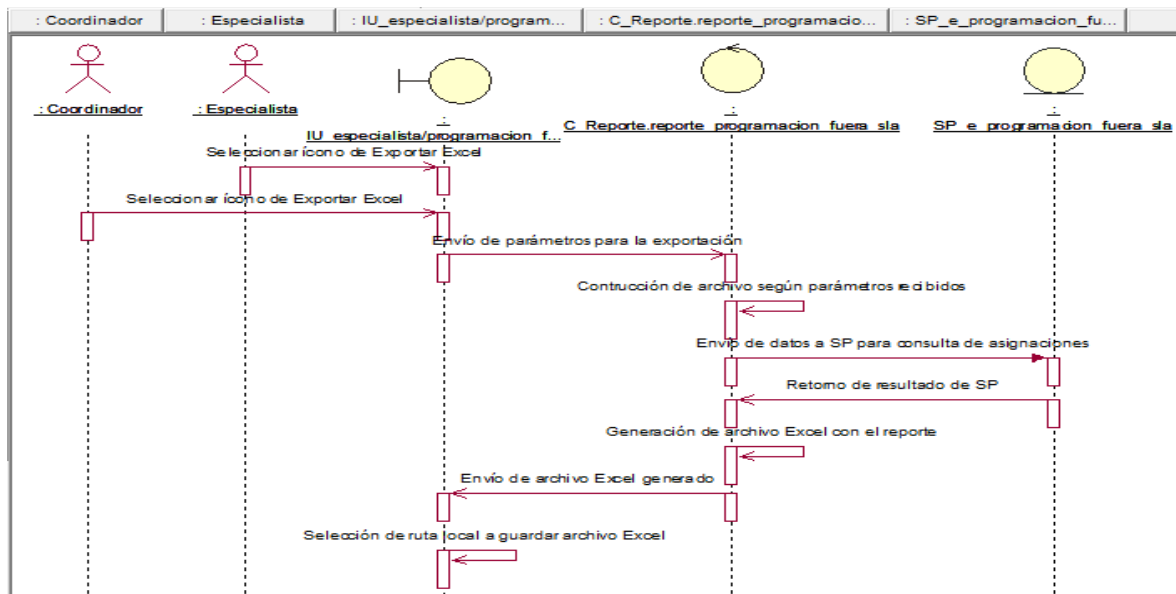 : Coordinador
: Especialista
: IU_especialista/program...
: C_Reporte.reporte_programacio...
: SP_e_programacion_fu...
: Coordinador
: Especialista
:
IU_especialista/programacion_f...
:
C_Reporte.reporte_programacion_fuera_sla
:
SP_e_programacion_fuera_sla
Seleccionar ícono de Exportar Excel
Seleccionar ícono de Exportar Excel
Envío de parámetros para la exportación
Contrucción de archivo según parámetros recibidos
Envío de datos a SP para consulta de asignaciones
Retorno de resultado de SP
Generación de archivo Excel con el reporte
Envío de archivo Excel generado
Selección de ruta local a guardar archivo Excel